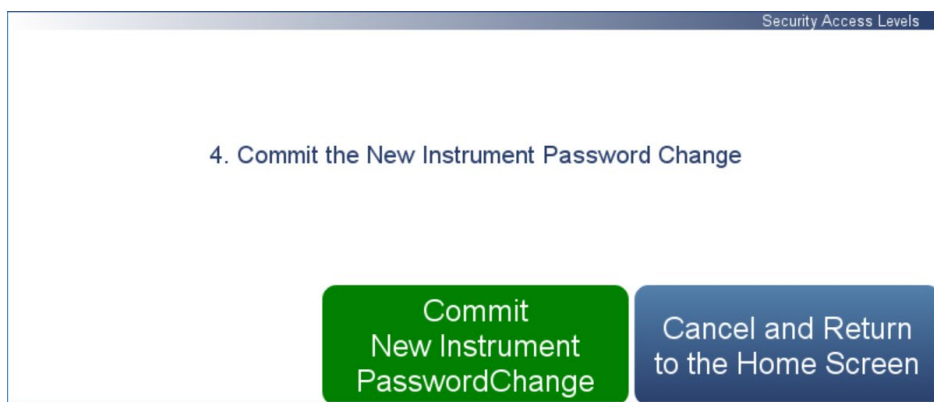 Security Access Levels
4. Commit the New Instrument Password Change
Commit
New Instrument
PasswordChange
Cancel and Return
to the Home Screen